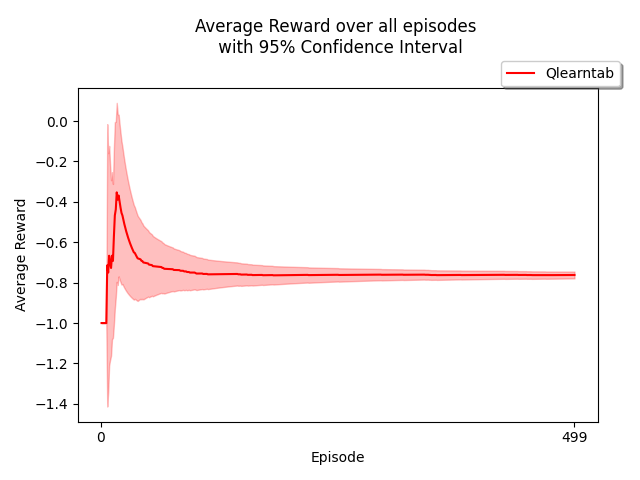 Average Reward over all episodes
with 95% Confidence Interval
Qlearntab
Average Reward
0.0
−0.2
−0.4
−0.6
−0.8
−1.0
−1.2
−1.4
0
499
Episode